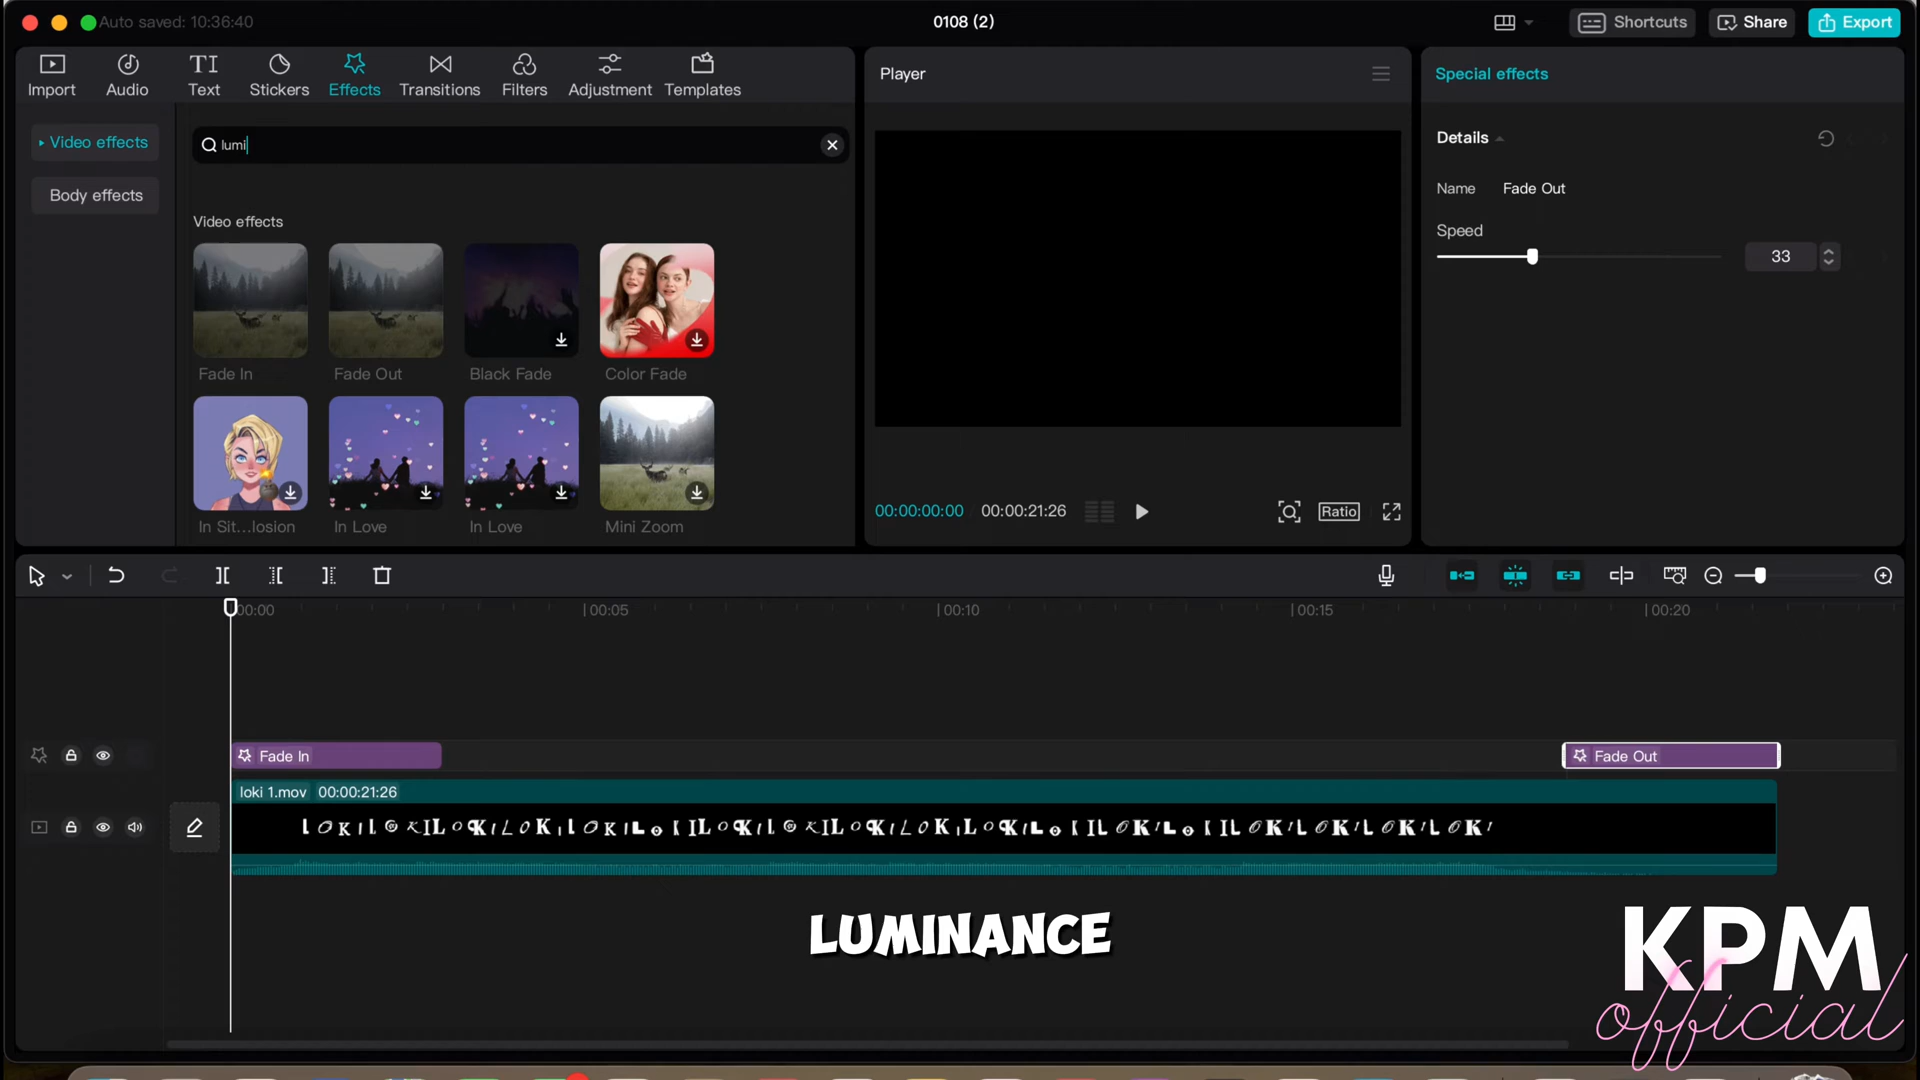 Auto saved: 10:36:40
0108 (2)
Shortcuts
Share
Export
Import
Audio
Text
Stickers
Effects
Transitions
Filters
Adjustment
Templates
Player
Special effects
Video effects
Body effects
lumi
Video effects
Fade In
Fade Out
Black Fade
Color Fade
In Sit...losion
In Love
In Love
Mini Zoom
00:00:00:00
00:00:21:26
Ratio
Details
Name
Fade Out
Speed
33
00:00
00:05
00:10
00:15
00:20
Fade In
Fade Out
loki 1.mov 00:00:21:26
LUMINANCE
KPM
official